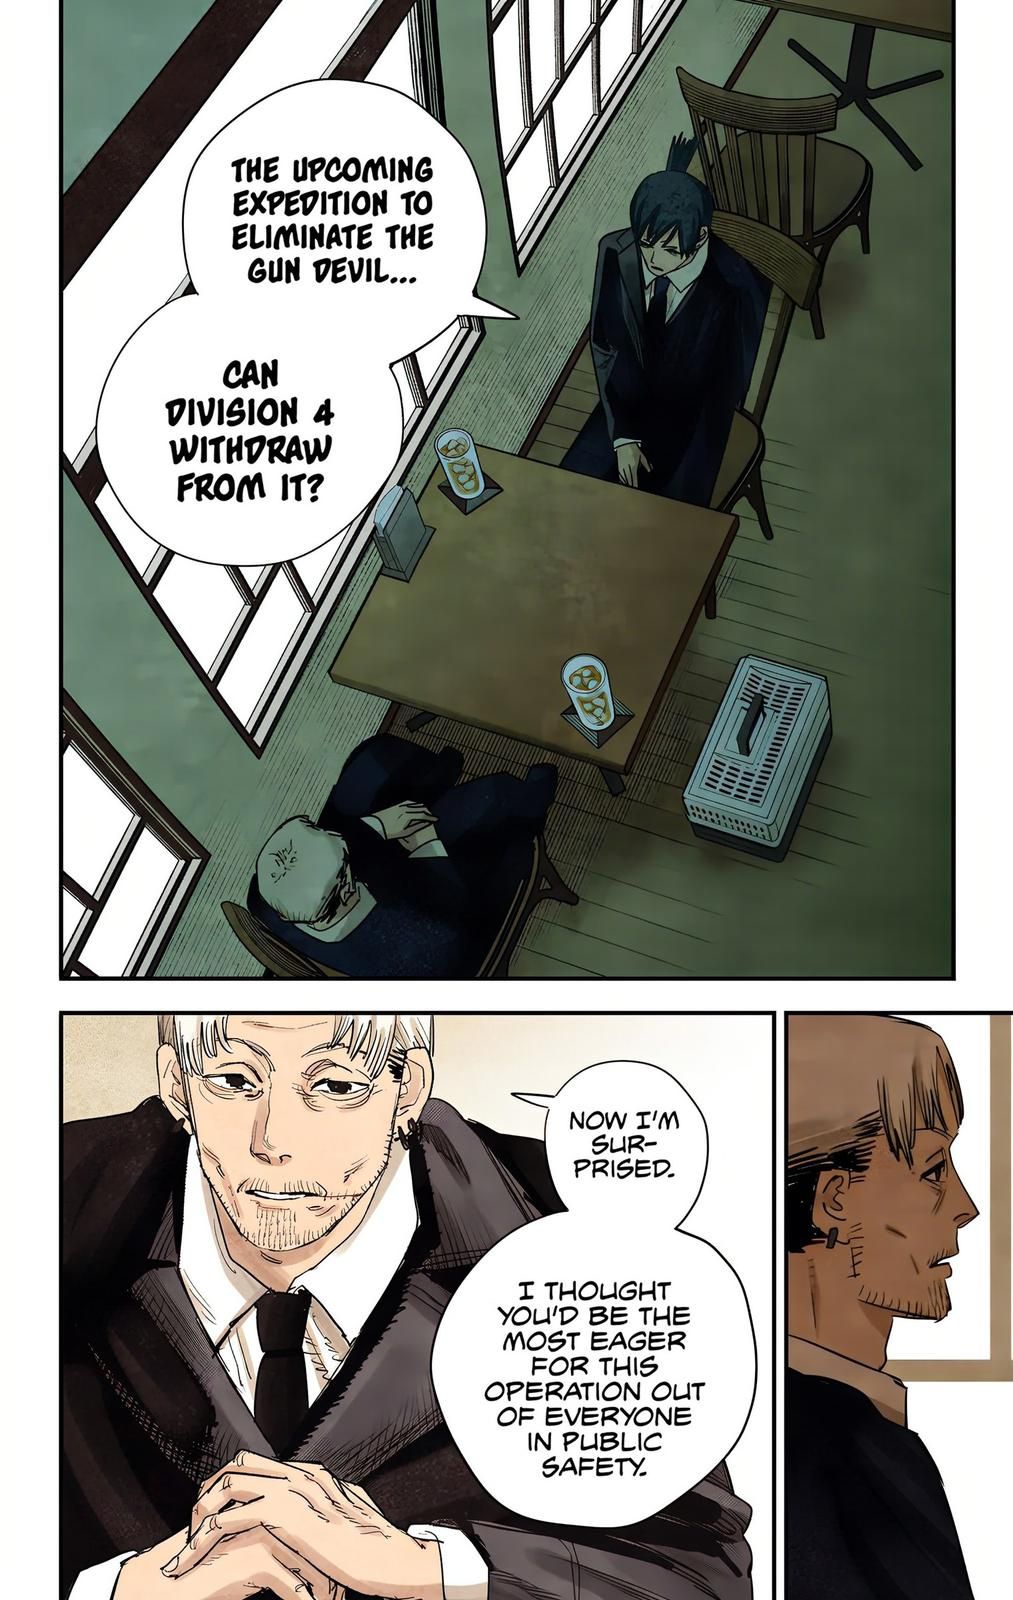 THE UPCOMING
EXPEDITION TO
ELIMINATE THE
GUN DEVIL...
CAN
DIVISION 4
WITHDRAW
FROM IT?
NOW I'M
SUR-
PRISED.
I THOUGHT
YOU'D BE THE
MOST EAGER
FOR THIS
OPERATION OUT
OF EVERYONE
IN PUBLIC
SAFETY.